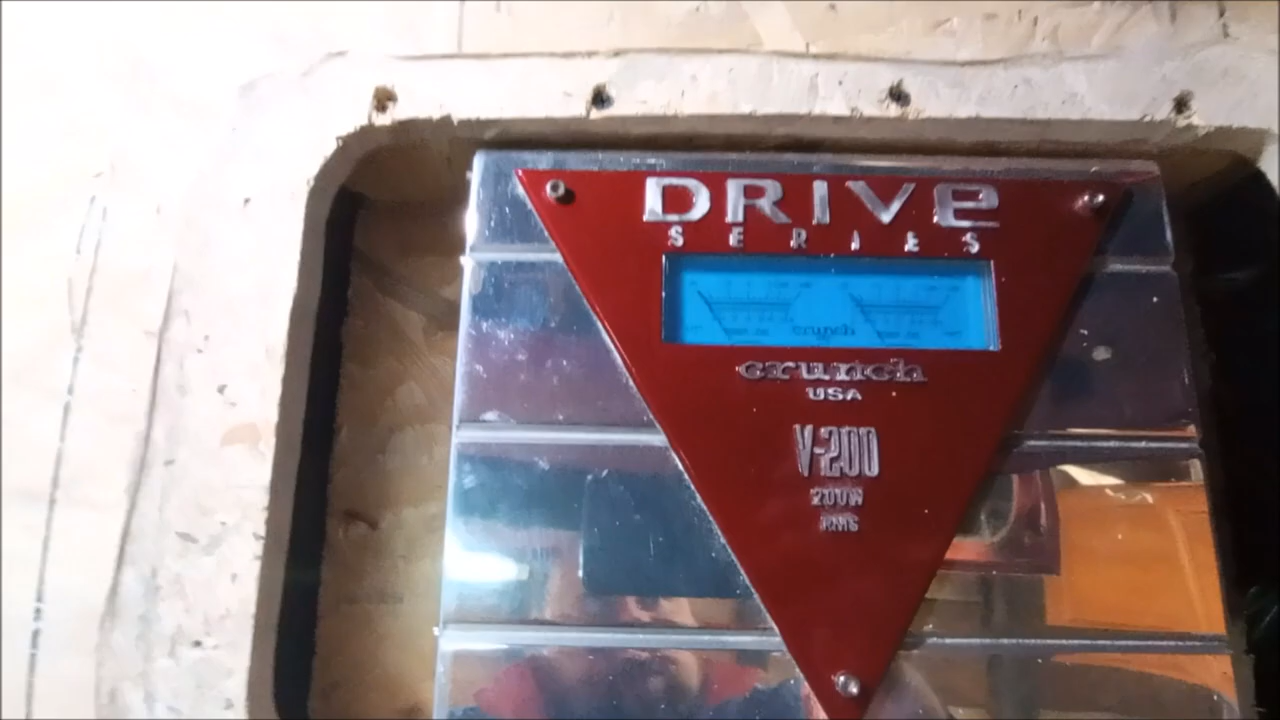 DRIVE
SERIES
crunch
crunch
USA
V-200
200W
RMS